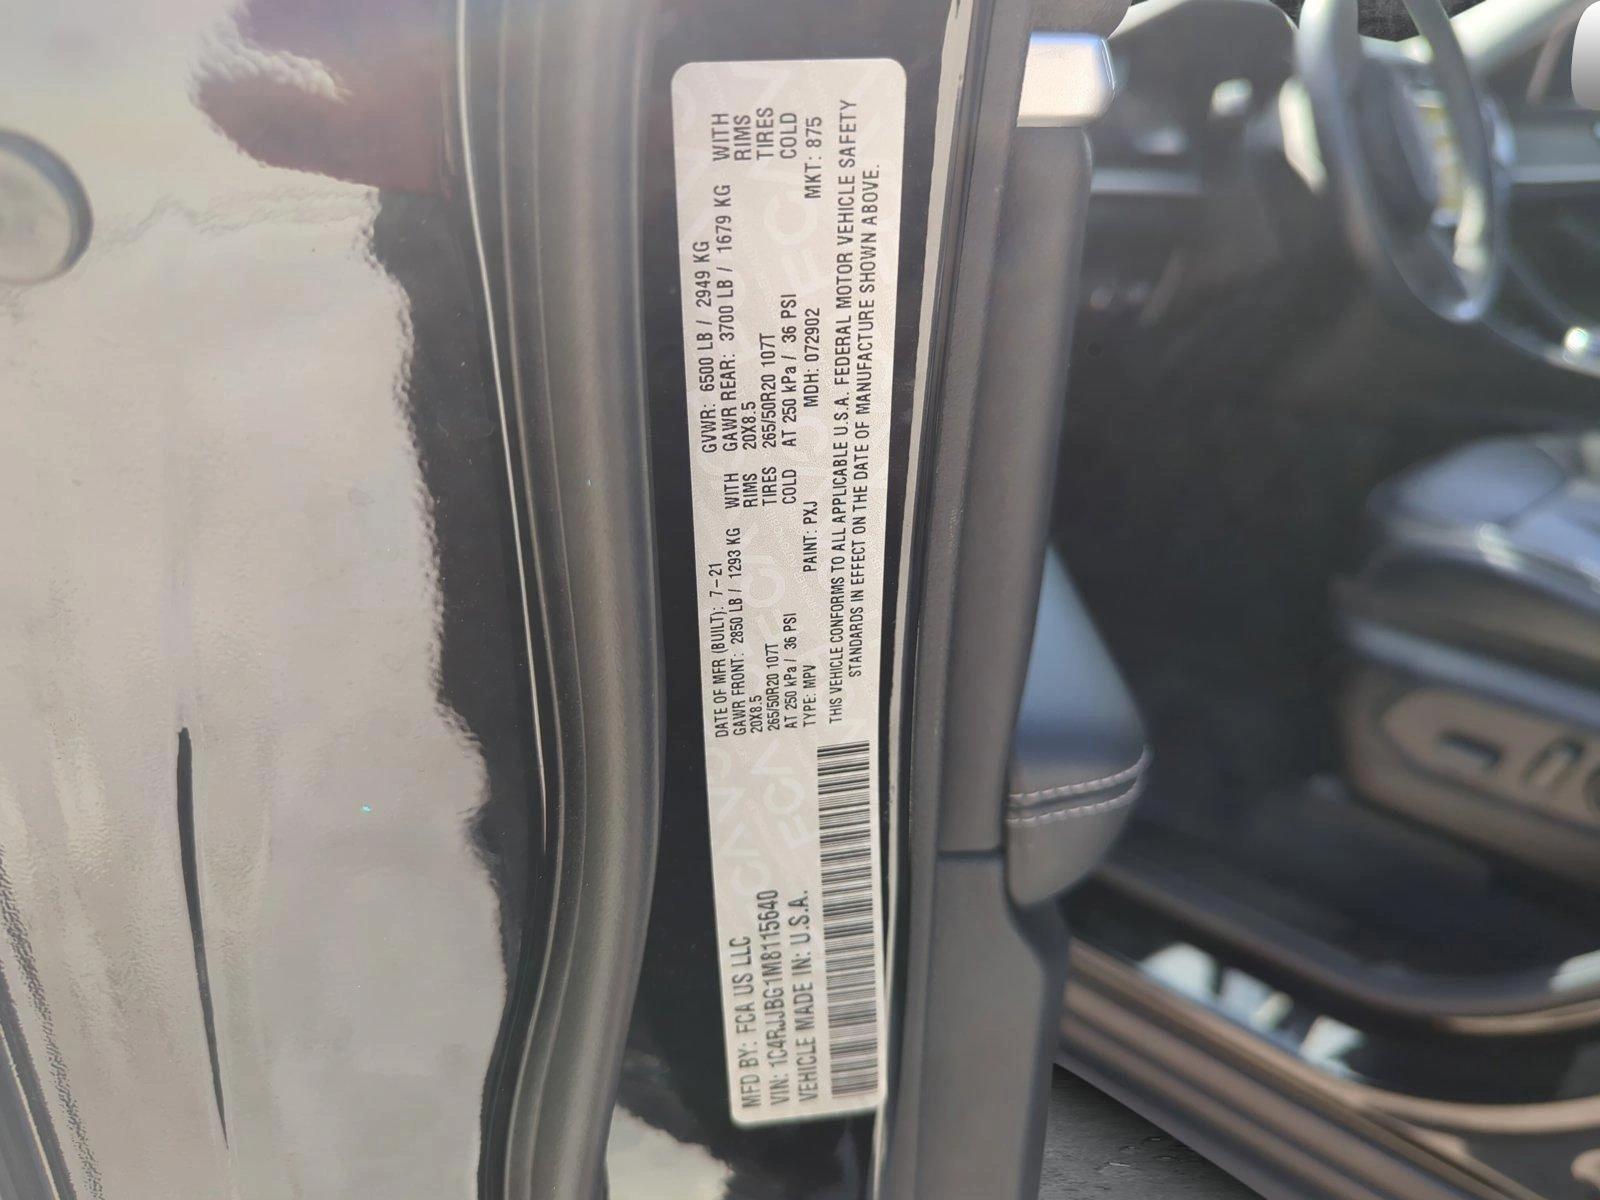 MFD BY: FCA US LLC
DATE OF MFR (BUILT): 7-21
GVWR: 6500 LB / 2949 KG
GAWR FRONT: 2850 LB / 1293 KG WITH
20X8.5 RIMS
265/50R20 107T TIRES
AT 250 kPa / 36 PSI COLD
GAWR REAR: 3700 LB / 1679 KG WITH
20X8.5 RIMS
265/50R20 107T TIRES
AT 250 kPa / 36 PSI COLD
VIN: 1C4RJJBG1M8115640
VEHICLE MADE IN: U.S.A.
TYPE: MPV PAINT: PXJ MDH: 072902 MKT: 875
THIS VEHICLE CONFORMS TO ALL APPLICABLE U.S.A. FEDERAL MOTOR VEHICLE SAFETY
STANDARDS IN EFFECT ON THE DATE OF MANUFACTURE SHOWN ABOVE.